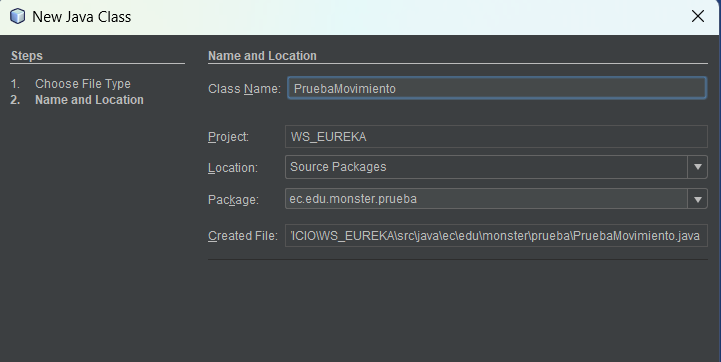 New Java Class
Steps
1. Choose File Type
2. Name and Location
Name and Location
Class Name: PruebaMovimiento
Project: WS_EUREKA
Location: Source Packages
Package: ec.edu.monster.prueba
Created File: 'ICIO\WS_EUREKA\src\java\ec\edu\monster\prueba\PruebaMovimiento.java